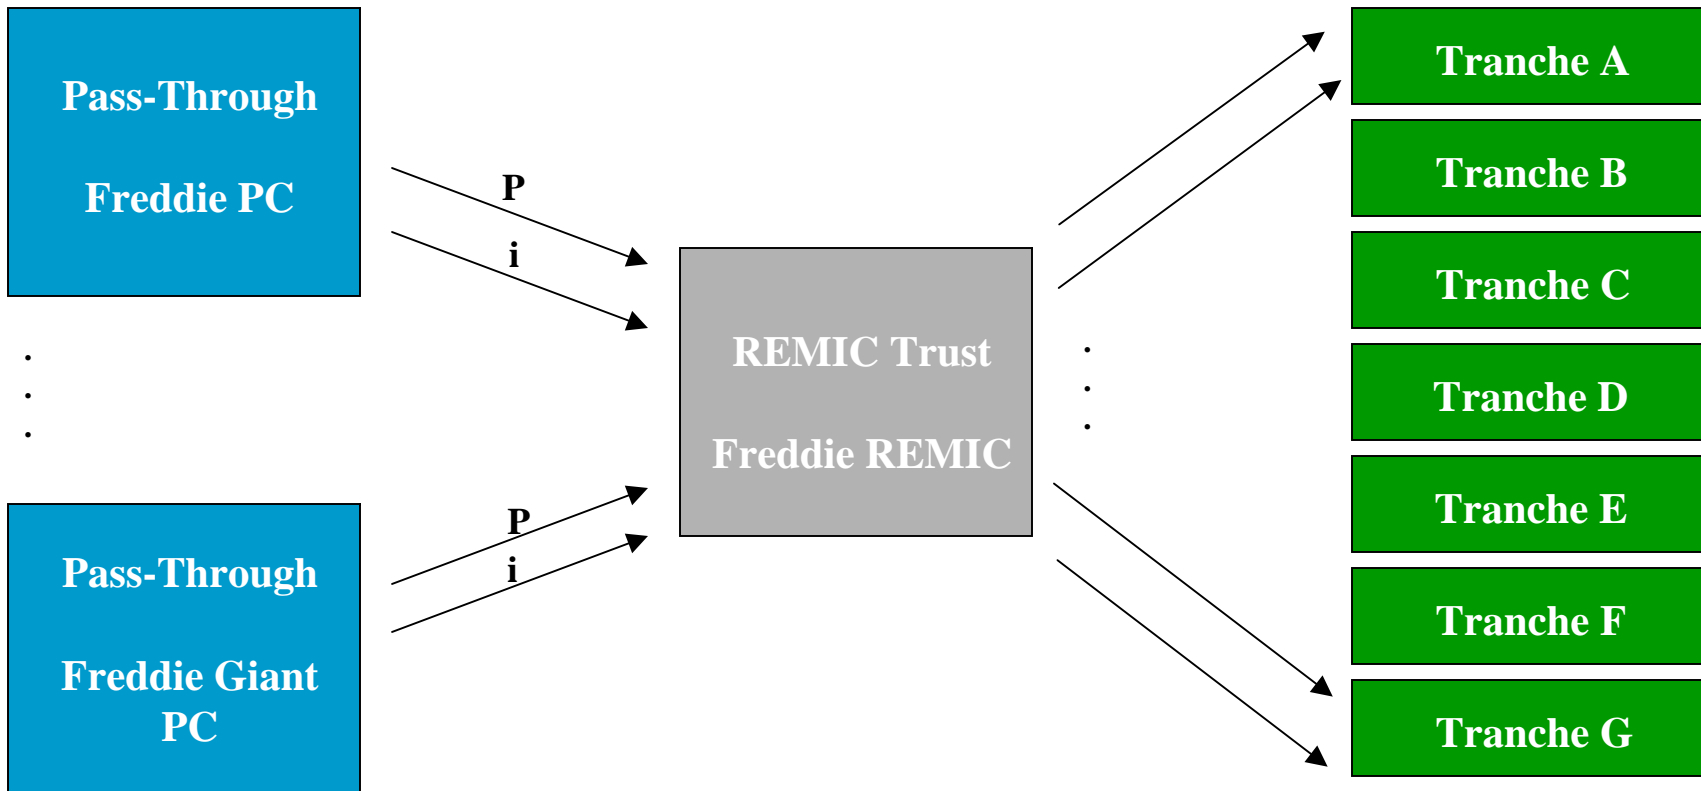 Pass-Through
Freddie PC
P
i
.
.
.
Pass-Through
Freddie Giant
PC
P
i
REMIC Trust
Freddie REMIC
.
.
.
Tranche A
Tranche B
Tranche C
Tranche D
Tranche E
Tranche F
Tranche G